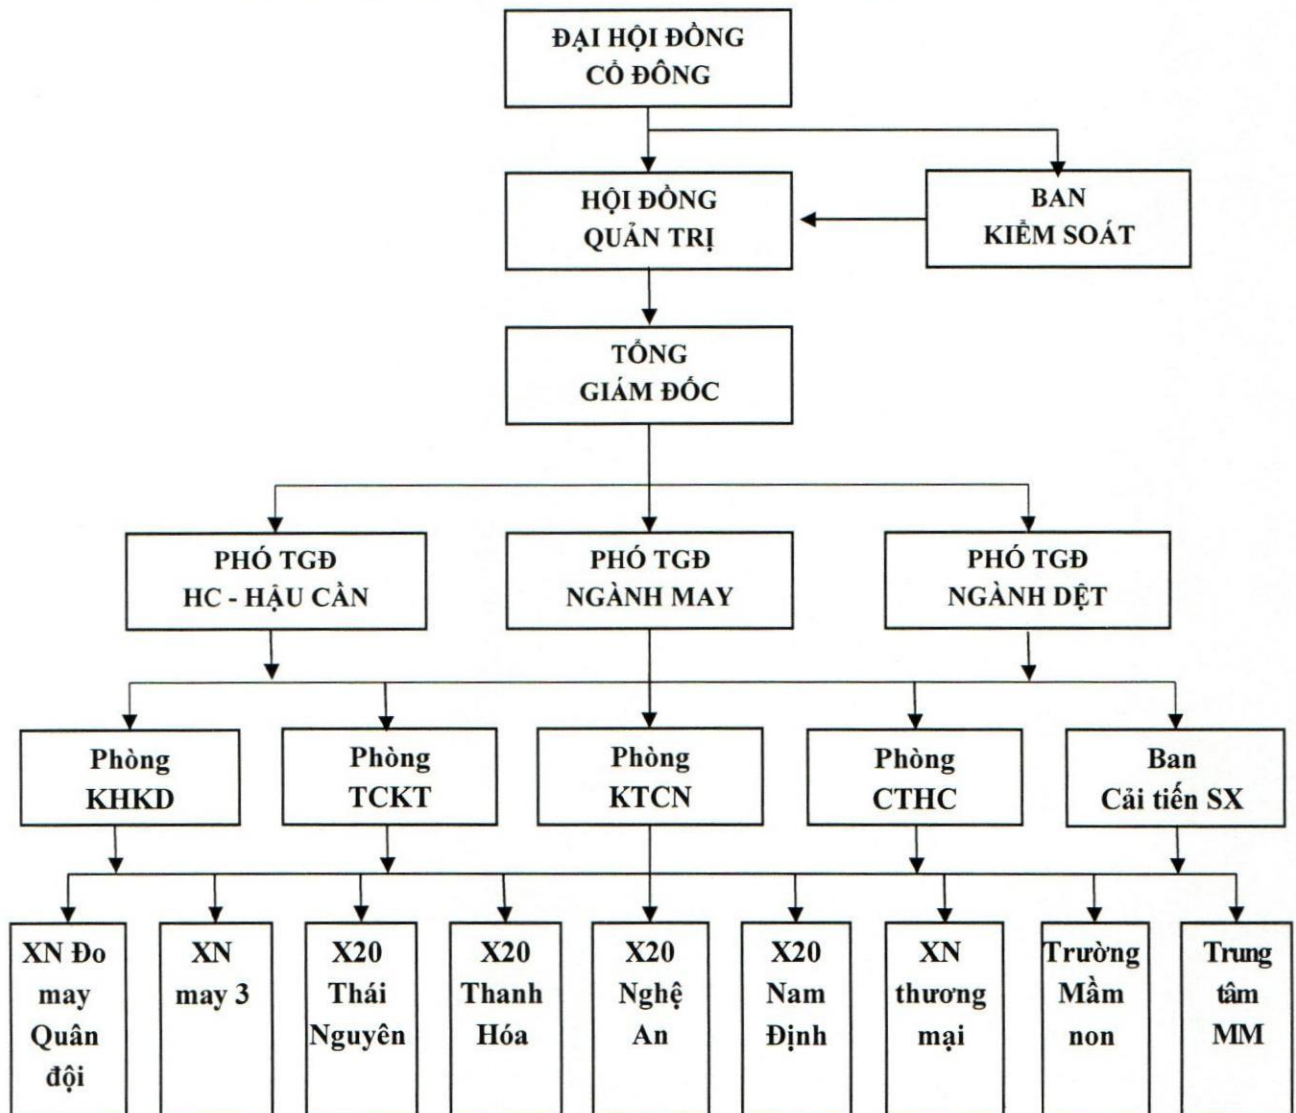 ĐẠI HỘI ĐỒNG
CỔ ĐÔNG
HỘI ĐỒNG
QUẢN TRỊ
BAN
KIỂM SOÁT
TỔNG
GIÁM ĐỐC
PHÓ TGĐ
HC - HẬU CẦN
PHÓ TGĐ
NGÀNH MAY
PHÓ TGĐ
NGÀNH DỆT
Phòng
KHKD
Phòng
TCKT
Phòng
KTCN
Phòng
CTHC
Ban
Cải tiến SX
XN Đo
may
Quân
đội
XN
may 3
X20
Thái
Nguyên
X20
Thanh
Hóa
X20
Nghệ
An
X20
Nam
Định
XN
thương
mại
Trường
Mầm
non
Trung
tâm
MM